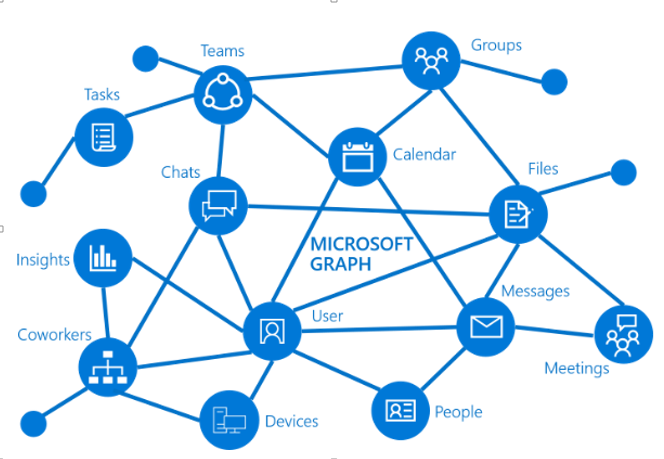 Teams
Groups
Tasks
Calendar
Chats
Files
MICROSOFT
GRAPH
Insights
Messages
User
Coworkers
Meetings
People
Devices